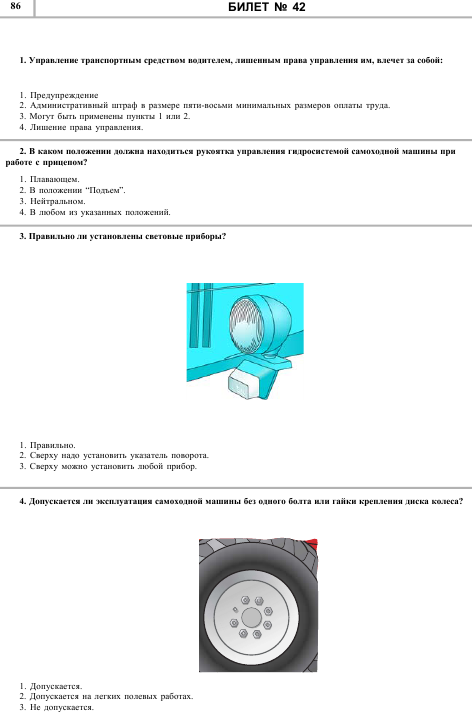 86
БИЛЕТ № 42
1. Управление транспортным средством водителем, лишенным права управления им, влечет за собой:
1. Предупреждение
2. Административный штраф в размере пяти-восьми минимальных размеров оплаты труда.
3. Могут быть применены пункты 1 или 2.
4. Лишение права управления.
2. В каком положении должна находиться рукоятка управления гидросистемой самоходной машины при
работе с прицепом?
1. Плавающем.
2. В положении “Подъем”.
3. Нейтральном.
4. В любом из указанных положений.
3. Правильно ли установлены световые приборы?
1. Правильно.
2. Сверху надо установить указатель поворота.
3. Сверху можно установить любой прибор.
4. Допускается ли эксплуатация самоходной машины без одного болта или гайки крепления диска колеса?
1. Допускается.
2. Допускается на легких полевых работах.
3. Не допускается.